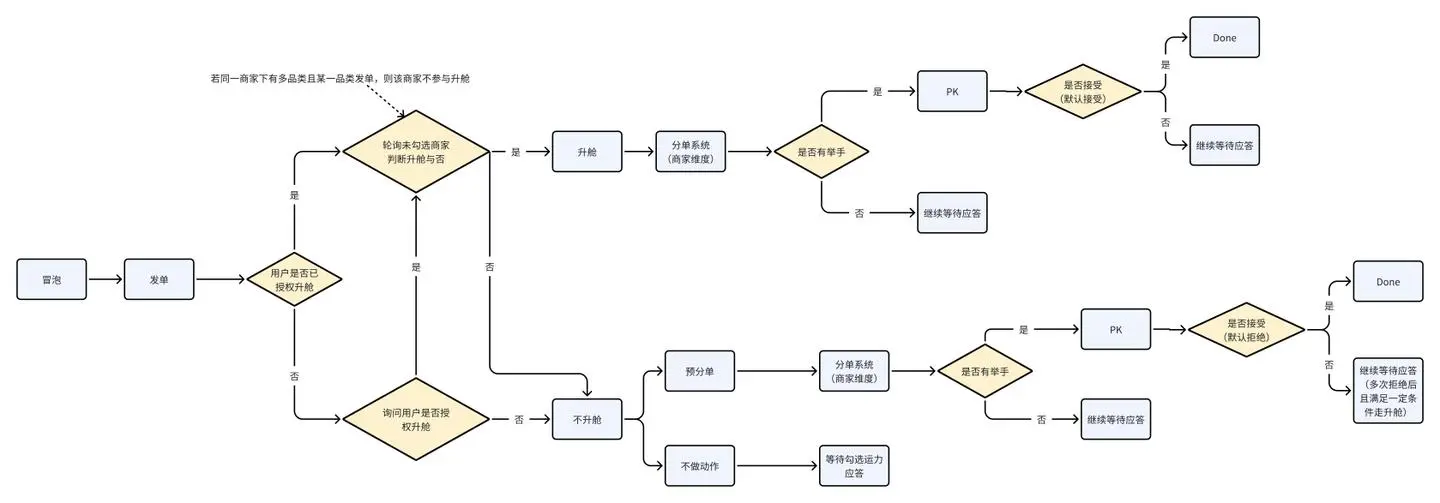 若同一商家下有多品类且某一品类发单，则该商家不参与升舱
冒泡
发单
用户是否已
授权升舱
是
否
轮询未勾选商家
判断升舱与否
是
否
询问用户是否授
权升舱
是
否
升舱
分单系统
（商家维度）
是否有举手
是
PK
是否接受
（默认接受）
是
Done
否
继续等待应答
否
继续等待应答
不升舱
预分单
分单系统
（商家维度）
是否有举手
是
PK
是否接受
（默认拒绝）
是
Done
否
继续等待应答
（多次拒绝后
且满足一定条
件走升舱）
否
继续等待应答
不做动作
等待勾选运力
应答